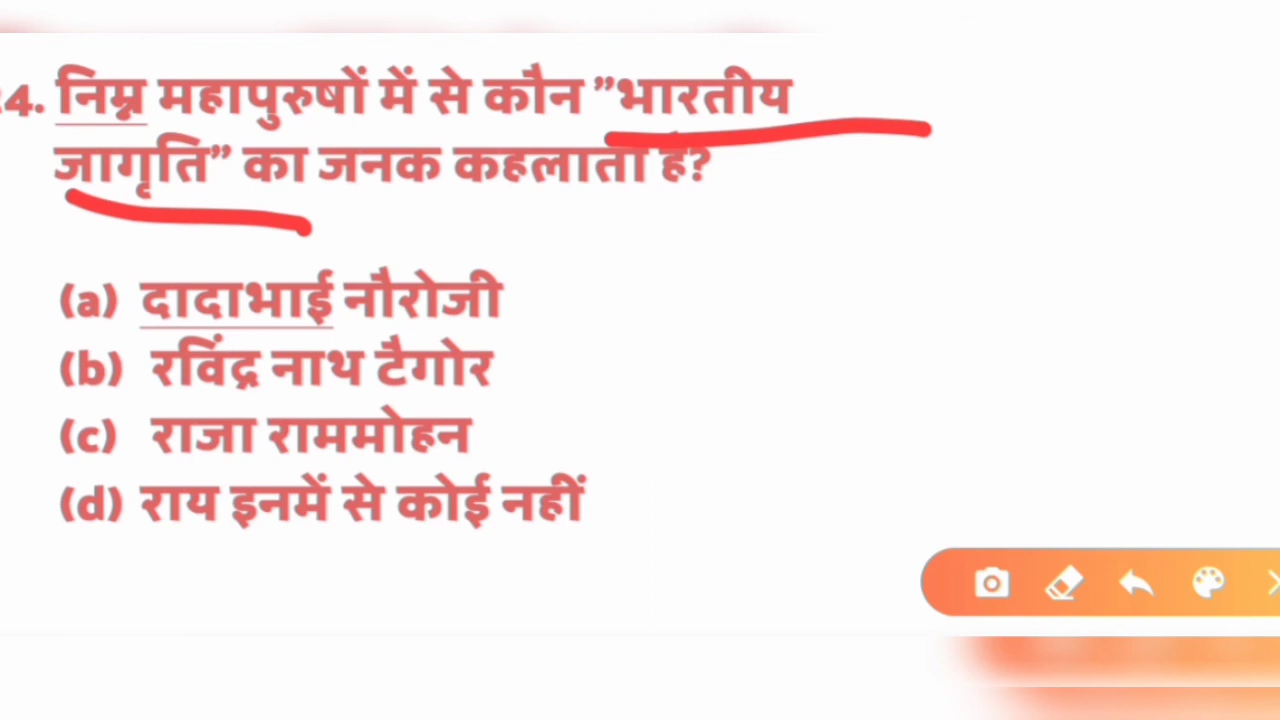 4. निम्न महापुरुषों में से कौन ”भारतीय
जागृति” का जनक कहलाता है?
(a) दादाभाई नौरोजी
(b) रविंद्र नाथ टैगोर
(c) राजा राममोहन
(d) राय इनमें से कोई नहीं